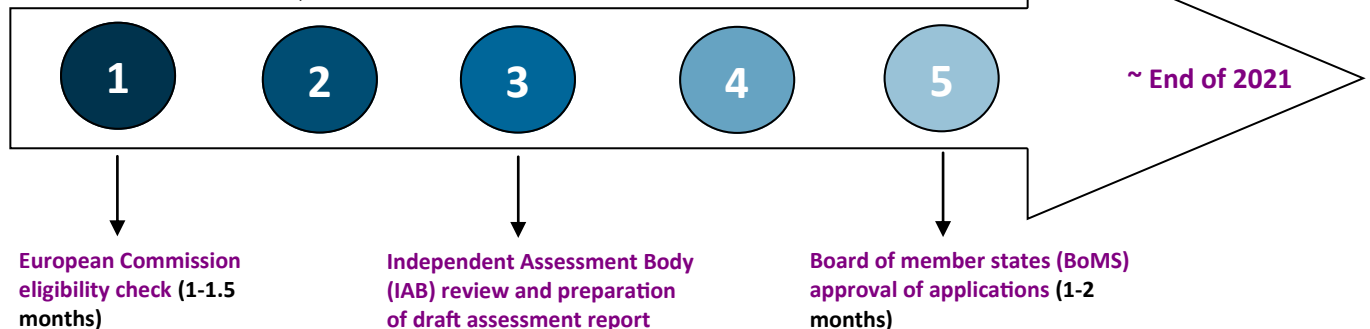 1
2
3
4
5
~ End of 2021
European Commission
eligibility check (1-1.5
months)
Independent Assessment Body
(IAB) review and preparation
of draft assessment report
Board of member states (BoMS)
approval of applications (1-2
months)